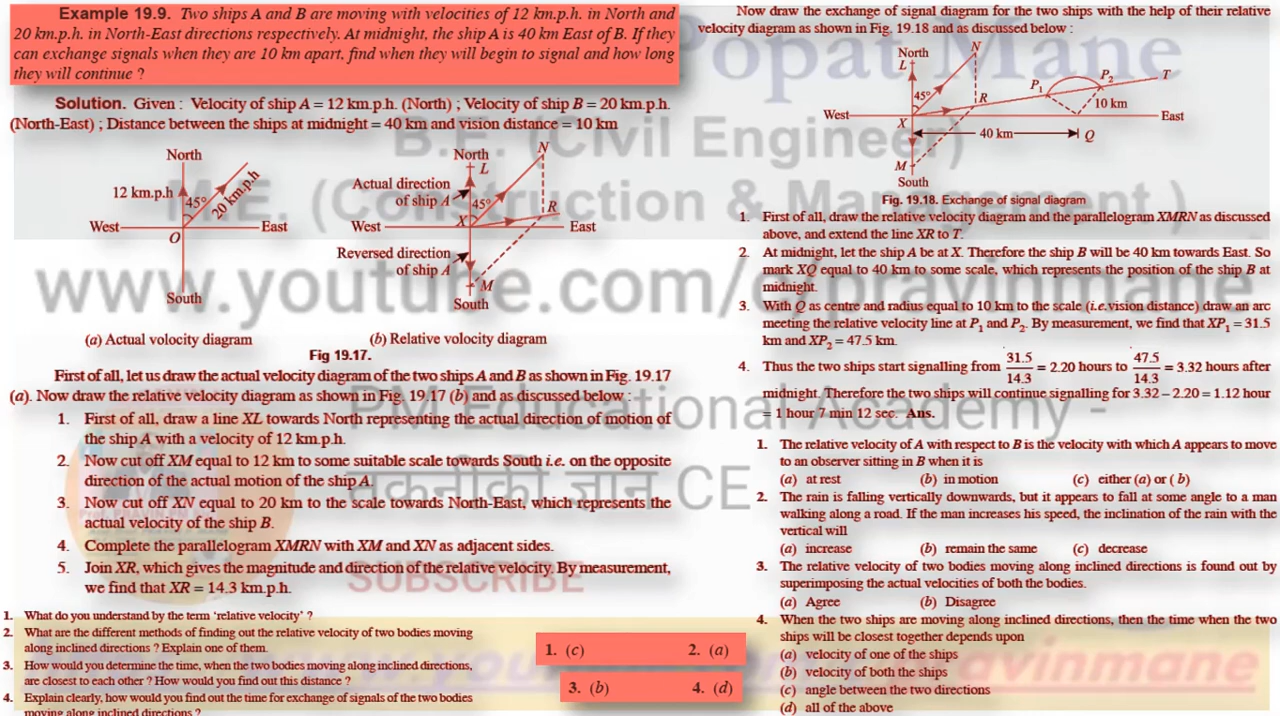 Example 19.9. Two ships A and B are moving with velocities of 12 km.p.h. in North and
20 km.p.h. in North-East directions respectively. At midnight, the ship A is 40 km East of B. If they
can exchange signals when they are 10 km apart, find when they will begin to signal and how long
they will continue ?
Solution. Given : Velocity of ship A = 12 km.p.h. (North) ; Velocity of ship B = 20 km.p.h.
(North-East) ; Distance between the ships at midnight = 40 km and vision distance = 10 km
North
12 km.p.h
45°
20 km.p.h
West
East
O
South
(a) Actual velocity diagram
North
L
N
Actual direction
of ship A
45°
R
West
X
East
Reversed direction
of ship A
M
South
(b) Relative velocity diagram
Fig 19.17.
First of all, let us draw the actual velocity diagram of the two ships A and B as shown in Fig. 19.17
(a). Now draw the relative velocity diagram as shown in Fig. 19.17 (b) and as discussed below :
1. First of all, draw a line XL towards North representing the actual direction of motion of
the ship A with a velocity of 12 km.p.h.
2. Now cut off XM equal to 12 km to some suitable scale towards South i.e. on the opposite
direction of the actual motion of the ship A.
3. Now cut off XN equal to 20 km to the scale towards North-East, which represents the
actual velocity of the ship B.
4. Complete the parallelogram XMRN with XM and XN as adjacent sides.
5. Join XR, which gives the magnitude and direction of the relative velocity. By measurement,
we find that XR = 14.3 km.p.h.
1. What do you understand by the term ‘relative velocity’ ?
2. What are the different methods of finding out the relative velocity of two bodies moving
along inclined directions ? Explain one of them.
3. How would you determine the time, when the two bodies moving along inclined directions,
are closest to each other ? How would you find out this distance ?
4. Explain clearly, how would you find out the time for exchange of signals of the two bodies
moving along inclined directions ?
1. (c) 2. (a)
3. (b) 4. (d)
Now draw the exchange of signal diagram for the two ships with the help of their relative
velocity diagram as shown in Fig. 19.18 and as discussed below :
North
L
N
45°
P1
P2
T
R
10 km
West
East
X
40 km
Q
M
South
Fig. 19.18. Exchange of signal diagram
1. First of all, draw the relative velocity diagram and the parallelogram XMRN as discussed
above, and extend the line XR to T.
2. At midnight, let the ship A be at X. Therefore the ship B will be 40 km towards East. So
mark XQ equal to 40 km to some scale, which represents the position of the ship B at
midnight.
3. With Q as centre and radius equal to 10 km to the scale (i.e. vision distance) draw an arc
meeting the relative velocity line at P1 and P2. By measurement, we find that XP1 = 31.5
km and XP2 = 47.5 km.
4. Thus the two ships start signalling from 31.5/14.3 = 2.20 hours to 47.5/14.3 = 3.32 hours after
midnight. Therefore the two ships will continue signalling for 3.32 – 2.20 = 1.12 hour
= 1 hour 7 min 12 sec. Ans.
1. The relative velocity of A with respect to B is the velocity with which A appears to move
to an observer sitting in B when it is
(a) at rest (b) in motion (c) either (a) or ( b)
2. The rain is falling vertically downwards, but it appears to fall at some angle to a man
walking along a road. If the man increases his speed, the inclination of the rain with the
vertical will
(a) increase (b) remain the same (c) decrease
3. The relative velocity of two bodies moving along inclined directions is found out by
superimposing the actual velocities of both the bodies.
(a) Agree (b) Disagree
4. When the two ships are moving along inclined directions, then the time when the two
ships will be closest together depends upon
(a) velocity of one of the ships
(b) velocity of both the ships
(c) angle between the two directions
(d) all of the above
Popat Mane
B.E. (Civil Engineer)
M.E. (Construction & Management)
www.youtube.com/@pravinmane
PM Educational Academy -
तकनीकी ज्ञान CE
SUBSCRIBE